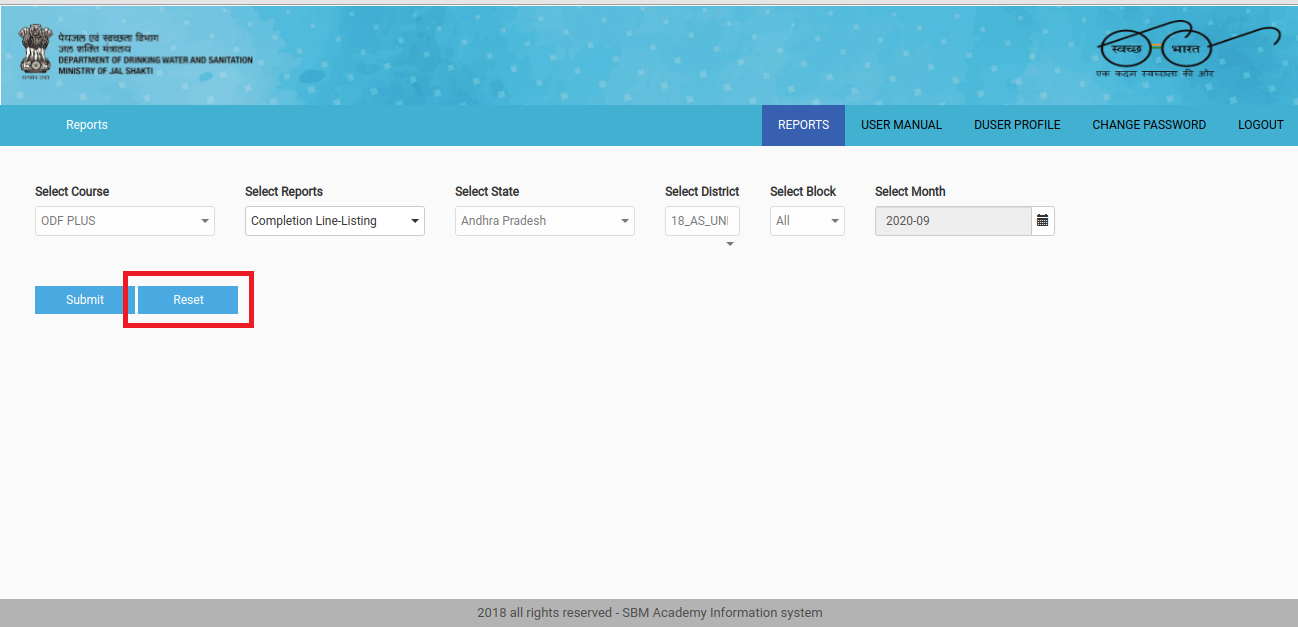 पेयजल एवं स्वच्छता विभाग
जल शक्ति मंत्रालय
DEPARTMENT OF DRINKING WATER AND SANITATION
MINISTRY OF JAL SHAKTI
सत्यमेव जयते
स्वच्छ भारत
एक कदम स्वच्छता की ओर
Reports REPORTS USER MANUAL DUSER PROFILE CHANGE PASSWORD LOGOUT
Select Course Select Reports Select State Select District Select Block Select Month
ODF PLUS Completion Line-Listing Andhra Pradesh 18_AS_UNI All 2020-09
Submit Reset
2018 all rights reserved - SBM Academy Information system